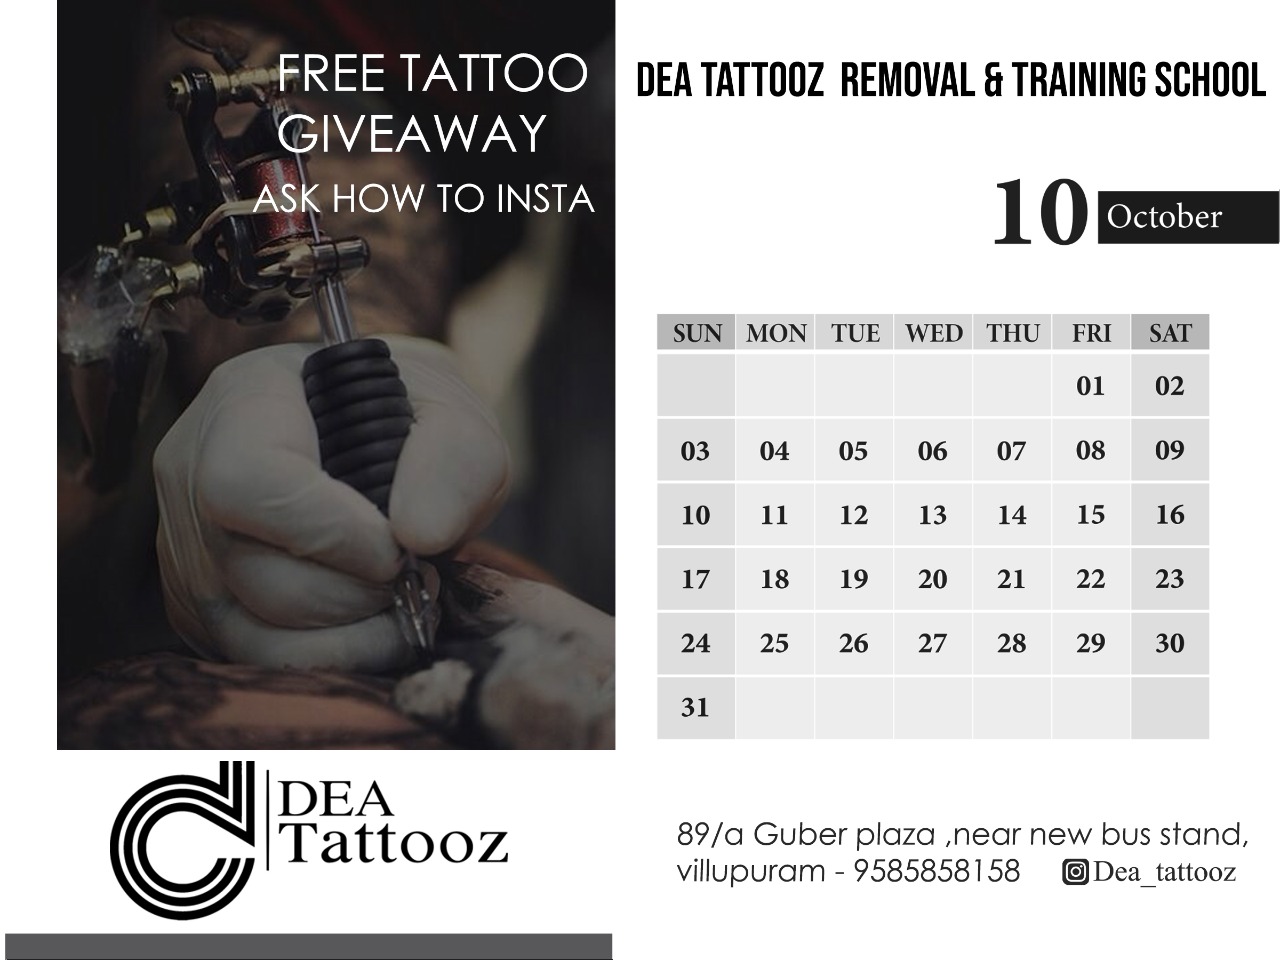 FREE TATTOO
GIVEAWAY
ASK HOW TO INSTA
DEA TATTOOZ REMOVAL & TRAINING SCHOOL
10 October
SUN MON TUE WED THU FRI SAT
01 02
03 04 05 06 07 08 09
10 11 12 13 14 15 16
17 18 19 20 21 22 23
24 25 26 27 28 29 30
31
DEA
Tattooz
89/a Guber plaza ,near new bus stand,
villupuram - 9585858158 Dea_tattooz